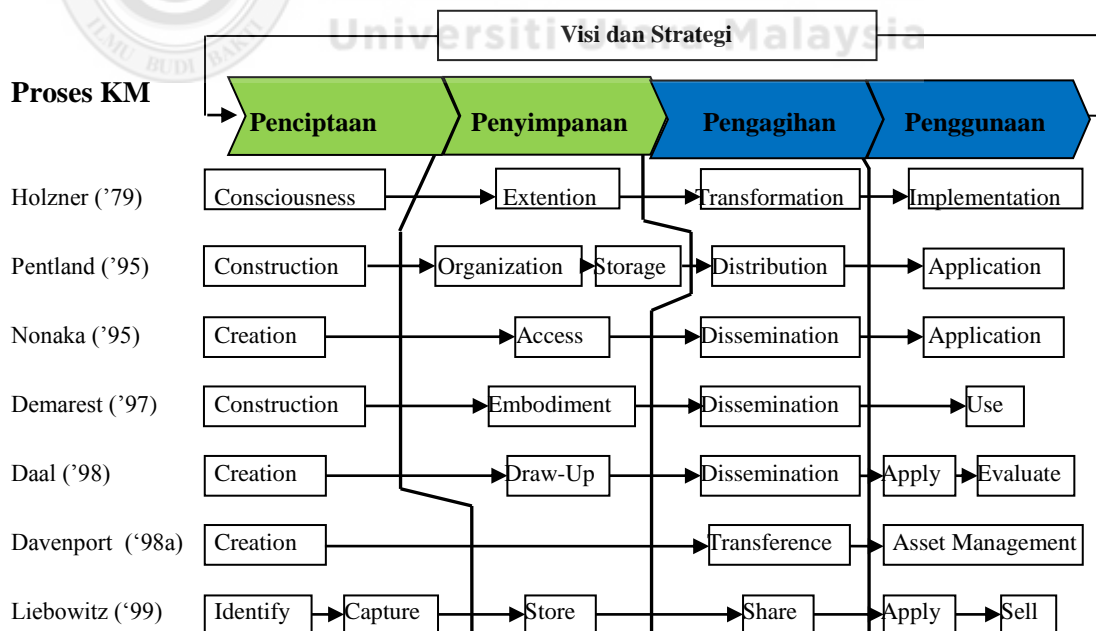 Universiti Utara Malaysia
ILMU BUDI BAKTI
Visi dan Strategi
Proses KM
Penciptaan Penyimpanan Pengagihan Penggunaan
Holzner (’79) Consciousness Extention Transformation Implementation
Pentland (’95) Construction Organization Storage Distribution Application
Nonaka (’95) Creation Access Dissemination Application
Demarest (’97) Construction Embodiment Dissemination Use
Daal (’98) Creation Draw-Up Dissemination Apply Evaluate
Davenport (‘98a) Creation Transference Asset Management
Liebowitz (‘99) Identify Capture Store Share Apply Sell